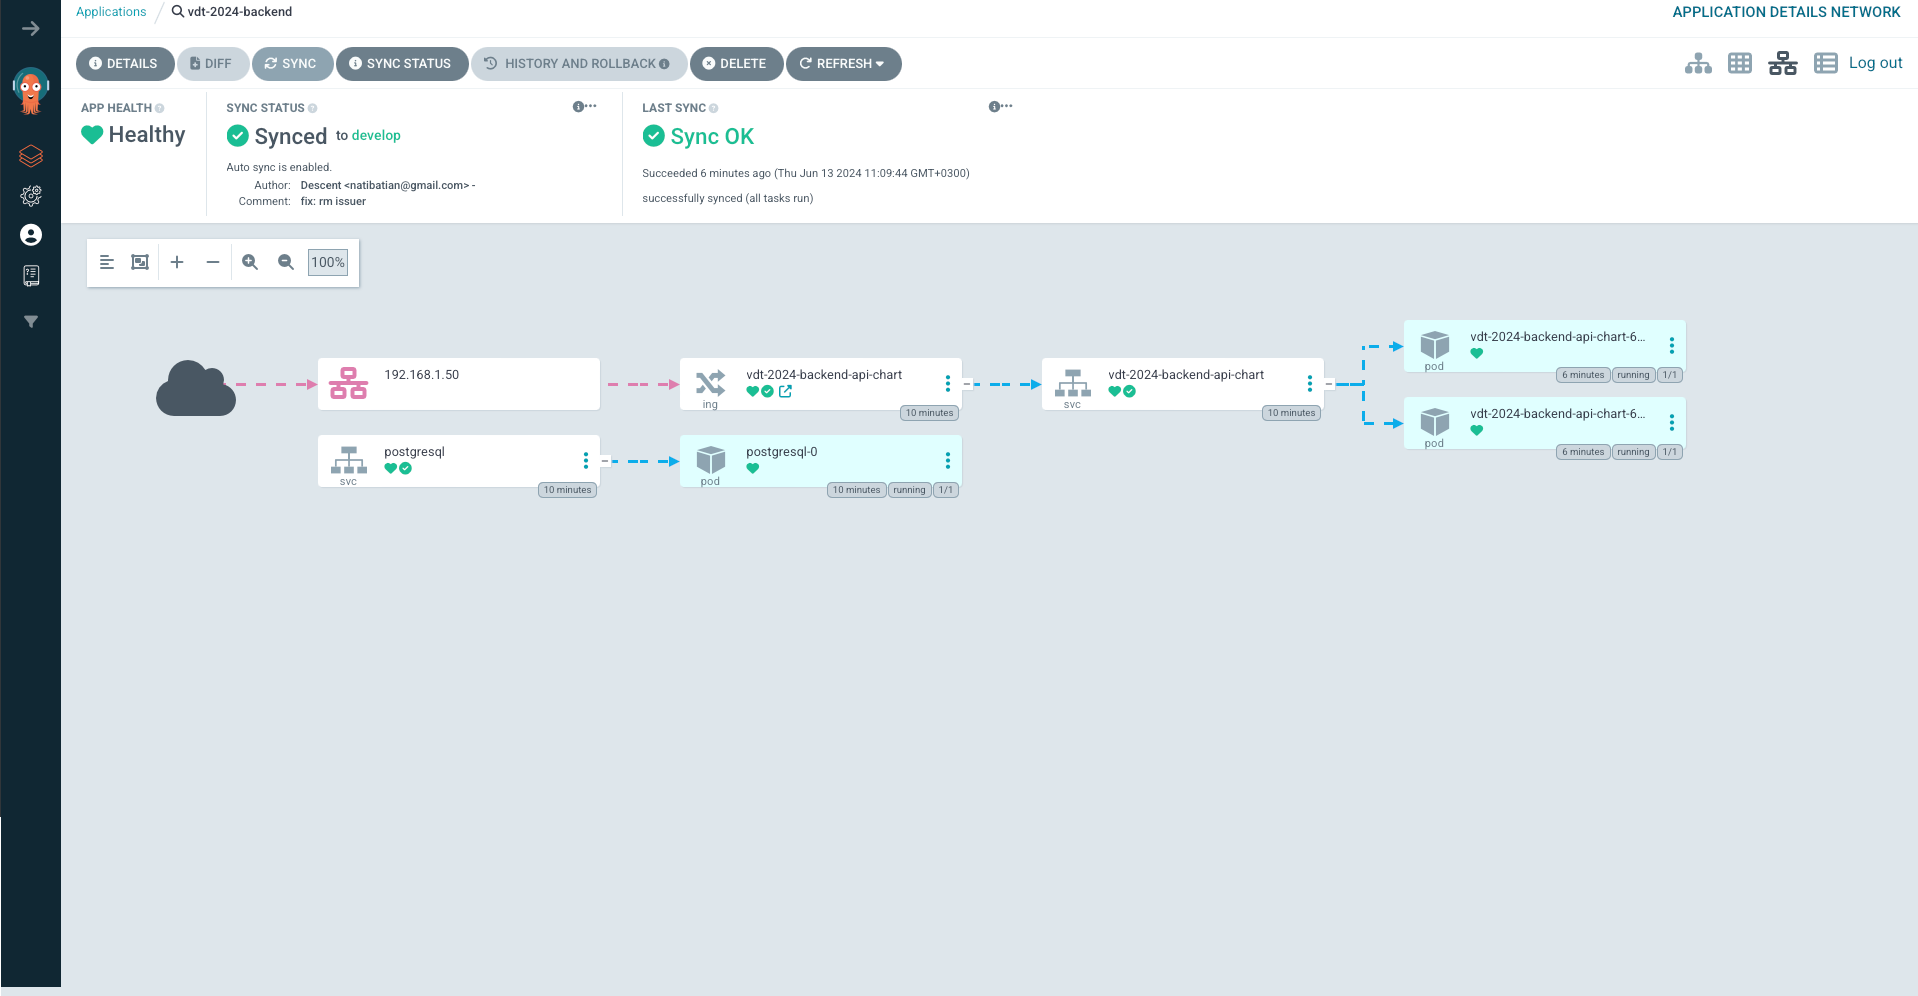 Applications / vdt-2024-backend
APPLICATION DETAILS NETWORK
DETAILS DIFF SYNC SYNC STATUS HISTORY AND ROLLBACK DELETE REFRESH
Log out
APP HEALTH
Healthy
SYNC STATUS
Synced to develop
Auto sync is enabled.
Author: Descent <natibatian@gmail.com> -
Comment: fix: rm issuer
LAST SYNC
Sync OK
Succeeded 6 minutes ago (Thu Jun 13 2024 11:09:44 GMT+0300)
successfully synced (all tasks run)
100%
192.168.1.50
vdt-2024-backend-api-chart
ing
10 minutes
vdt-2024-backend-api-chart
svc
10 minutes
vdt-2024-backend-api-chart-6...
pod
6 minutes running 1/1
vdt-2024-backend-api-chart-6...
pod
6 minutes running 1/1
postgresql
svc
10 minutes
postgresql-0
pod
10 minutes running 1/1